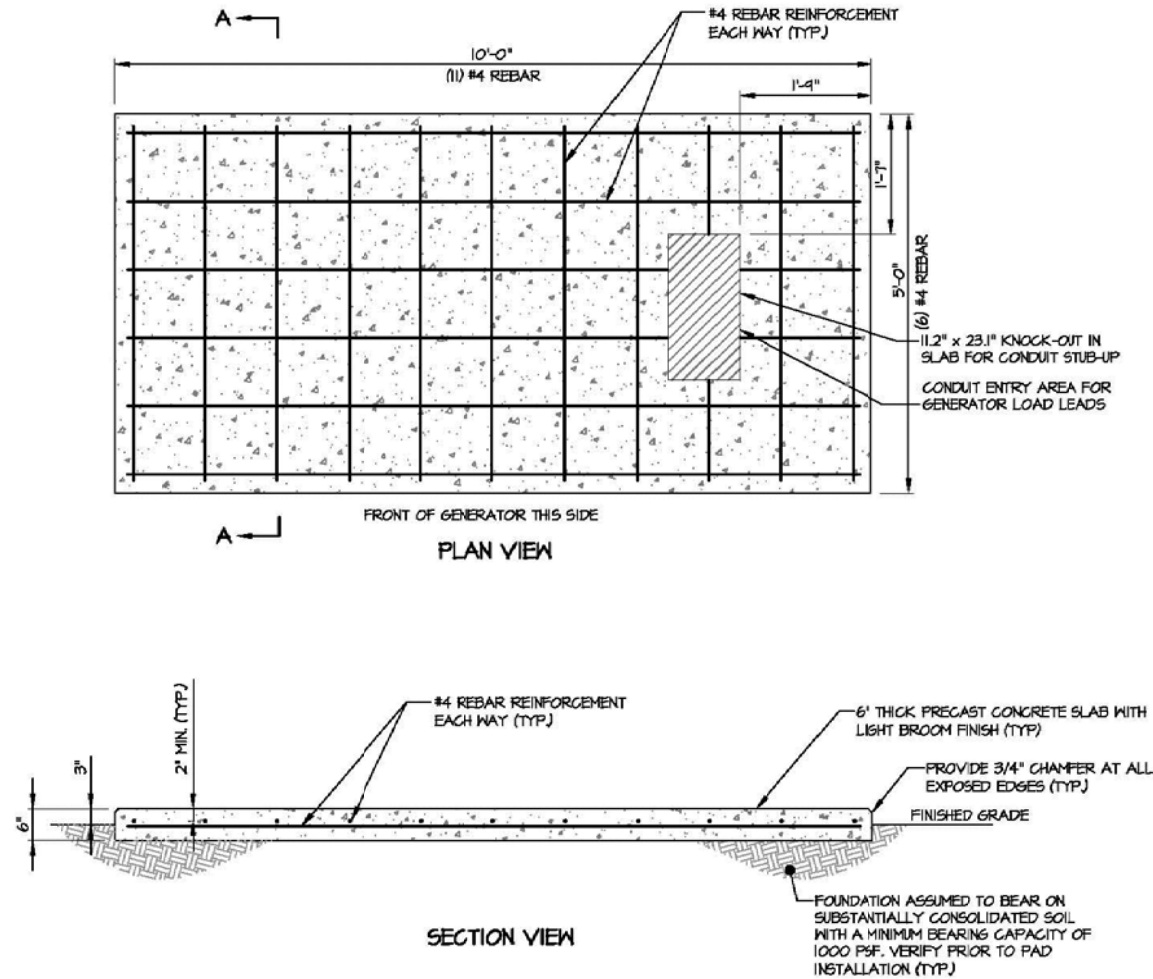 A
#4 REBAR REINFORCEMENT
EACH WAY (TYP.)
10'-0"
(11) #4 REBAR
1'-9"
1'-7"
5'-0"
(6) #4 REBAR
11.2" x 23.1" KNOCK-OUT IN
SLAB FOR CONDUIT STUB-UP
CONDUIT ENTRY AREA FOR
GENERATOR LOAD LEADS
FRONT OF GENERATOR THIS SIDE
A
PLAN VIEW
#4 REBAR REINFORCEMENT
EACH WAY (TYP.)
2" MIN. (TYP.)
3"
6"
6" THICK PRECAST CONCRETE SLAB WITH
LIGHT BROOM FINISH (TYP)
PROVIDE 3/4" CHAMFER AT ALL
EXPOSED EDGES (TYP.)
FINISHED GRADE
FOUNDATION ASSUMED TO BEAR ON
SUBSTANTIALLY CONSOLIDATED SOIL
WITH A MINIMUM BEARING CAPACITY OF
1000 PSF. VERIFY PRIOR TO PAD
INSTALLATION (TYP.)
SECTION VIEW